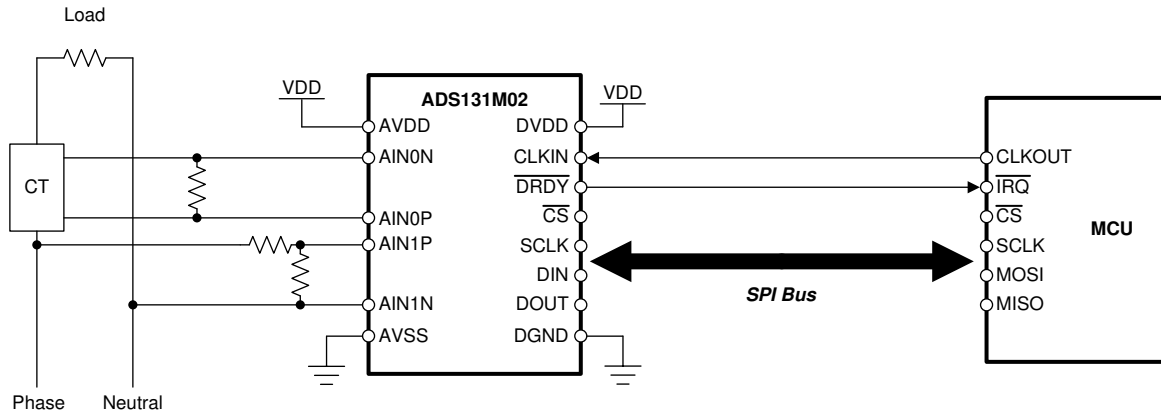 Load
CT
Phase
Neutral
VDD
ADS131M02
VDD
AVDD
AIN0N
AIN0P
AIN1P
AIN1N
AVSS
DVDD
CLKIN
DRDY
CS
SCLK
DIN
DOUT
DGND
SPI Bus
CLKOUT
IRQ
CS
SCLK
MOSI
MISO
MCU